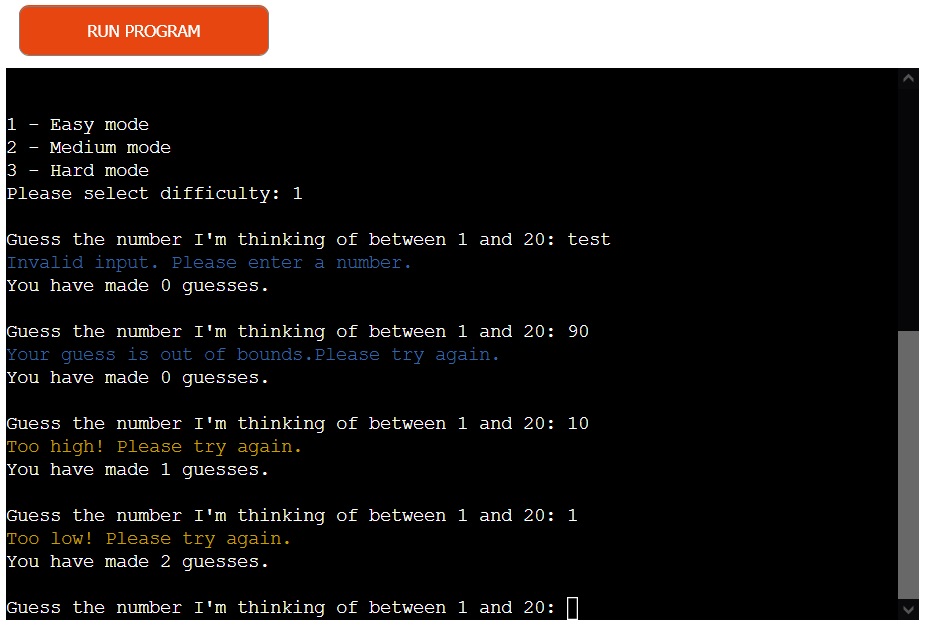 RUN PROGRAM
1 - Easy mode
2 - Medium mode
3 - Hard mode
Please select difficulty: 1
Guess the number I'm thinking of between 1 and 20: test
Invalid input. Please enter a number.
You have made 0 guesses.
Guess the number I'm thinking of between 1 and 20: 90
Your guess is out of bounds.Please try again.
You have made 0 guesses.
Guess the number I'm thinking of between 1 and 20: 10
Too high! Please try again.
You have made 1 guesses.
Guess the number I'm thinking of between 1 and 20: 1
Too low! Please try again.
You have made 2 guesses.
Guess the number I'm thinking of between 1 and 20: